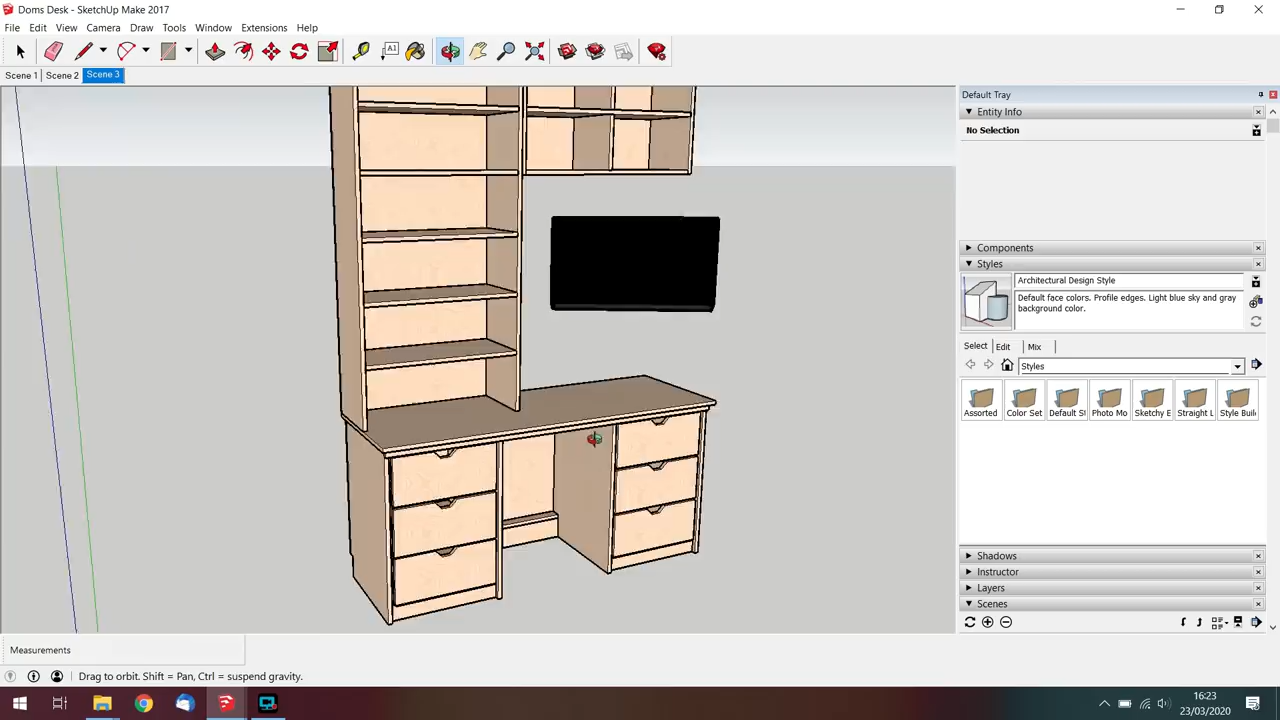 Doms Desk - SketchUp Make 2017
File Edit View Camera Draw Tools Window Extensions Help
A1
Scene 1 Scene 2 Scene 3
Default Tray
Entity Info
No Selection
Components
Styles
Architectural Design Style
Default face colors. Profile edges. Light blue sky and gray
background color.
Select Edit Mix
Styles
Assorted Color Set Default St Photo Mo Sketchy E Straight L Style Buil
Shadows
Instructor
Layers
Scenes
Measurements
Drag to orbit. Shift = Pan, Ctrl = suspend gravity.
16:23
23/03/2020